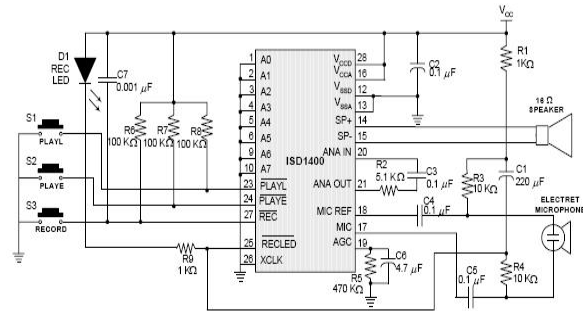 VCC
D1
REC
LED
C7
0.001 µF
S1
PLAYL
S2
PLAYE
S3
RECORD
R6
100 KΩ
R7
100 KΩ
R8
100 KΩ
R9
1 KΩ
ISD1400
1 A0
2 A1
3 A2
4 A3
5 A4
6 A5
9 A6
10 A7
23 PLAYL
24 PLAYE
27 REC
25 RECLED
26 XCLK
VCCD 28
VCCA 16
VSSD 12
VSSA 13
SP+ 14
SP- 15
ANA IN 20
ANA OUT 21
MIC REF 18
MIC 17
AGC 19
C2
0.1 µF
R1
1KΩ
16 Ω
SPEAKER
R2
5.1 KΩ
C3
0.1 µF
R3
10 KΩ
C1
220 µF
C4
0.1 µF
ELECTRET
MICROPHONE
R5
470 KΩ
C6
4.7 µF
C5
0.1 µF
R4
10 KΩ